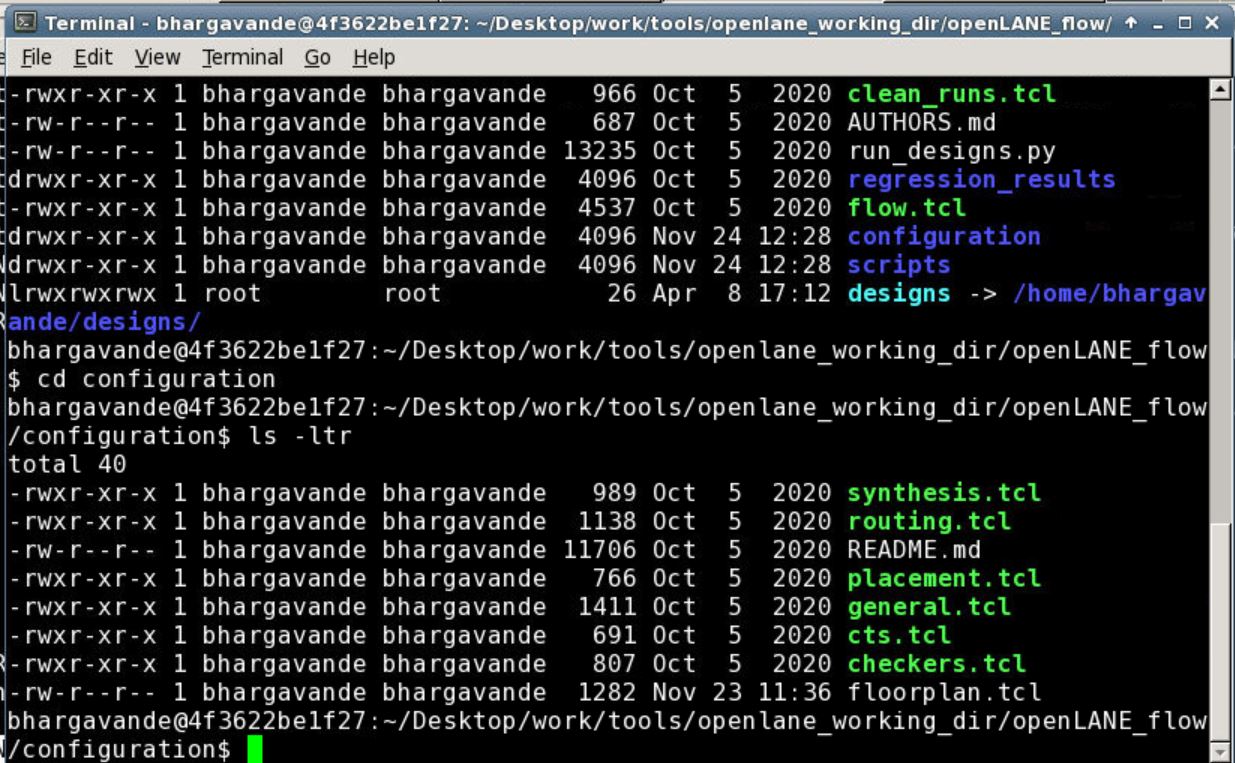 Terminal - bhargavande@4f3622be1f27: ~/Desktop/work/tools/openlane_working_dir/openLANE_flow/
File Edit View Terminal Go Help
-rwxr-xr-x 1 bhargavande bhargavande   966 Oct  5  2020 clean_runs.tcl
-rw-r--r-- 1 bhargavande bhargavande   687 Oct  5  2020 AUTHORS.md
-rw-r--r-- 1 bhargavande bhargavande 13235 Oct  5  2020 run_designs.py
drwxr-xr-x 1 bhargavande bhargavande  4096 Oct  5  2020 regression_results
-rwxr-xr-x 1 bhargavande bhargavande  4537 Oct  5  2020 flow.tcl
drwxr-xr-x 1 bhargavande bhargavande  4096 Nov 24 12:28 configuration
drwxr-xr-x 1 bhargavande bhargavande  4096 Nov 24 12:28 scripts
lrwxrwxrwx 1 root        root           26 Apr  8 17:12 designs -> /home/bhargav
ande/designs/
bhargavande@4f3622be1f27:~/Desktop/work/tools/openlane_working_dir/openLANE_flow
$ cd configuration
bhargavande@4f3622be1f27:~/Desktop/work/tools/openlane_working_dir/openLANE_flow
/configuration$ ls -ltr
total 40
-rwxr-xr-x 1 bhargavande bhargavande   989 Oct  5  2020 synthesis.tcl
-rwxr-xr-x 1 bhargavande bhargavande  1138 Oct  5  2020 routing.tcl
-rw-r--r-- 1 bhargavande bhargavande 11706 Oct  5  2020 README.md
-rwxr-xr-x 1 bhargavande bhargavande   766 Oct  5  2020 placement.tcl
-rwxr-xr-x 1 bhargavande bhargavande  1411 Oct  5  2020 general.tcl
-rwxr-xr-x 1 bhargavande bhargavande   691 Oct  5  2020 cts.tcl
-rwxr-xr-x 1 bhargavande bhargavande   807 Oct  5  2020 checkers.tcl
-rw-r--r-- 1 bhargavande bhargavande  1282 Nov 23 11:36 floorplan.tcl
bhargavande@4f3622be1f27:~/Desktop/work/tools/openlane_working_dir/openLANE_flow
/configuration$